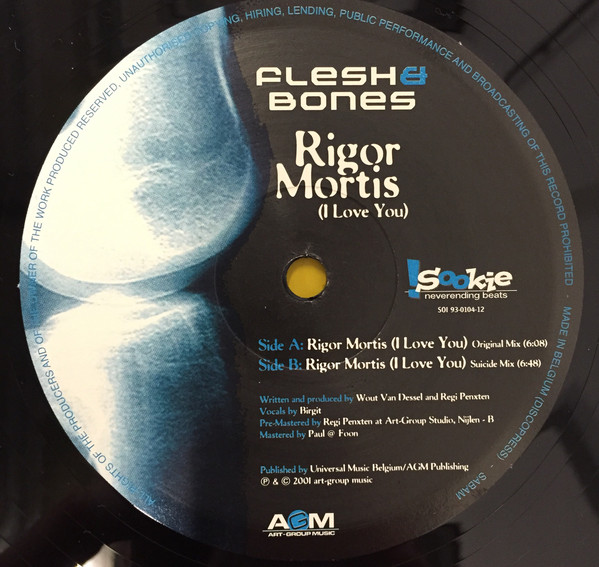 ALL RIGHTS OF THE PRODUCERS AND OF THE OWNER OF THE WORK PRODUCED RESERVED. UNAUTHORISED COPYING, HIRING, LENDING, PUBLIC PERFORMANCE AND BROADCASTING OF THIS RECORD PROHIBITED - MADE IN BELGIUM (DISCOPRESS) - SABAM
FLESH&
BONES
Rigor
Mortis
(I Love You)
!Sookie
neverending beats
SOI 93-0104-12
Side A: Rigor Mortis (I Love You) Original Mix (6:08)
Side B: Rigor Mortis (I Love You) Suicide Mix (6:48)
Written and produced by Wout Van Dessel and Regi Penxten
Vocals by Birgit
Pre-Mastered by Regi Penxten at Art-Group Studio, Nijlen - B
Mastered by Paul @ Foon
Published by Universal Music Belgium/AGM Publishing
℗ & © 2001 art-group music
AGM
ART-GROUP MUSIC